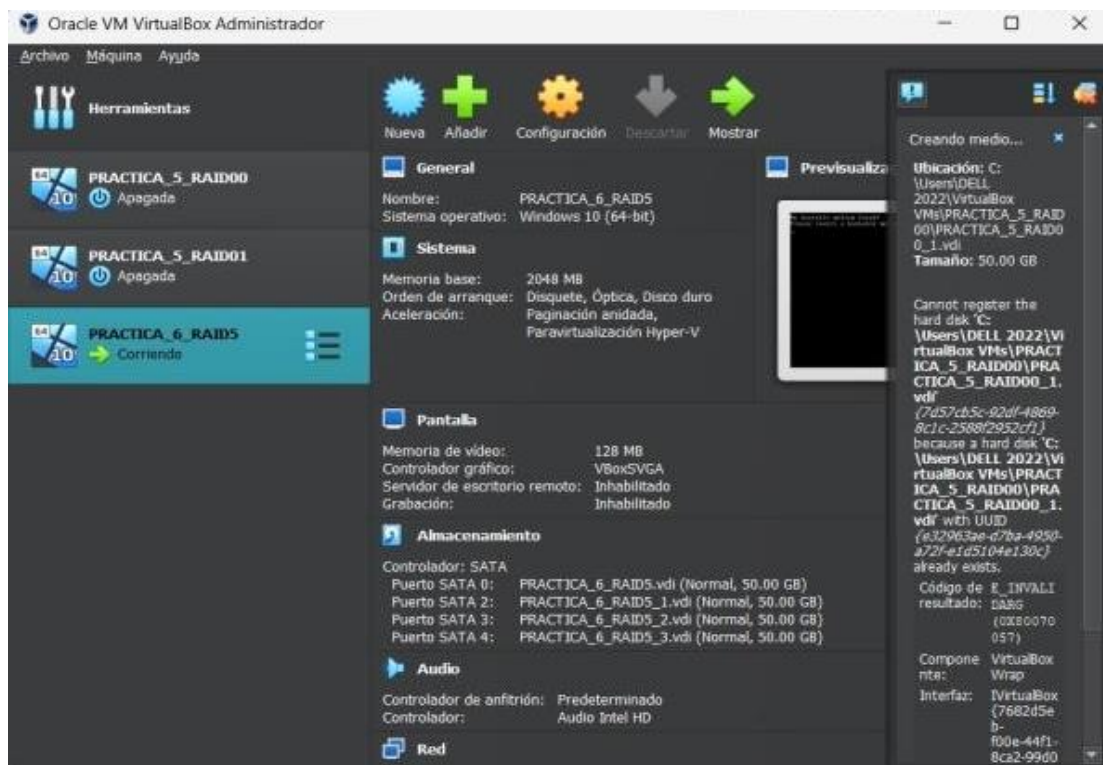 Oracle VM VirtualBox Administrador
Archivo Máquina Ayuda
Herramientas
PRACTICA_5_RAID00
Apagada
PRACTICA_5_RAID01
Apagada
PRACTICA_6_RAID5
Corriendo
Nueva Añadir Configuración Descartar Mostrar
General
Nombre: PRACTICA_6_RAID5
Sistema operativo: Windows 10 (64-bit)
Sistema
Memoria base: 2048 MB
Orden de arranque: Disquete, Óptica, Disco duro
Aceleración: Paginación anidada,
Paravirtualización Hyper-V
Previsualiza
Pantalla
Memoria de vídeo: 128 MB
Controlador gráfico: VBoxSVGA
Servidor de escritorio remoto: Inhabilitado
Grabación: Inhabilitado
Almacenamiento
Controlador: SATA
Puerto SATA 0: PRACTICA_6_RAID5.vdi (Normal, 50.00 GB)
Puerto SATA 2: PRACTICA_6_RAID5_1.vdi (Normal, 50.00 GB)
Puerto SATA 3: PRACTICA_6_RAID5_2.vdi (Normal, 50.00 GB)
Puerto SATA 4: PRACTICA_6_RAID5_3.vdi (Normal, 50.00 GB)
Audio
Controlador de anfitrión: Predeterminado
Controlador: Audio Intel HD
Red
Creando medio...
Ubicación: C:
\Users\DELL
2022\VirtualBox
VMs\PRACTICA_5_RAID
00\PRACTICA_5_RAID0
0_1.vdi
Tamaño: 50.00 GB
Cannot register the
hard disk 'C:
\Users\DELL 2022\Vi
rtualBox VMs\PRACT
ICA_5_RAID00\PRA
CTICA_5_RAID00_1.
vdi'
{7d57cb5c-92df-4869-
8c1c-2588f2952cf1}
because a hard disk 'C:
\Users\DELL 2022\Vi
rtualBox VMs\PRACT
ICA_5_RAID00\PRA
CTICA_5_RAID00_1.
vdi' with UUID
{e32963ae-d7ba-4950-
a72f-e1d5104e130c}
already exists.
Código de resultado: E_INVALI
DARG
(0X80070
057)
Compone
nte: VirtualBox
Wrap
Interfaz: IVirtualBox
{7682d5e
b-
f00e-44f1-
8ca2-99d0